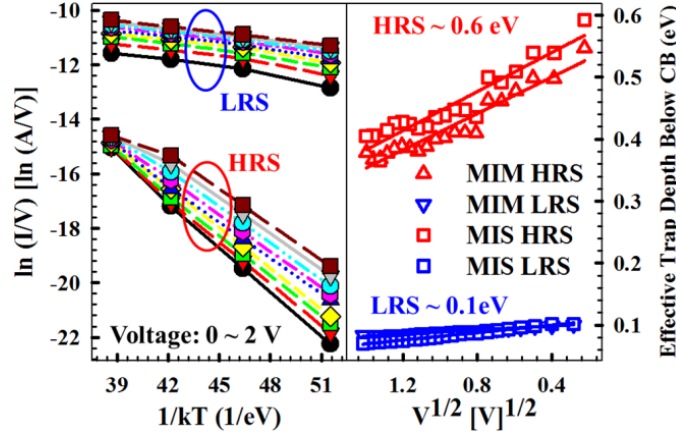 ln (I/V) [ln (A/V)]
-10
-12
-14
-16
-18
-20
-22
LRS
HRS
Voltage: 0 ~ 2 V
39
42
45
48
51
1/kT (1/eV)
HRS ~ 0.6 eV
MIM HRS
MIM LRS
MIS HRS
MIS LRS
LRS ~ 0.1eV
1.2
0.8
0.4
V^{1/2} [V]^{1/2}
0.6
0.5
0.4
0.3
0.2
0.1
Effective Trap Depth Below CB (eV)